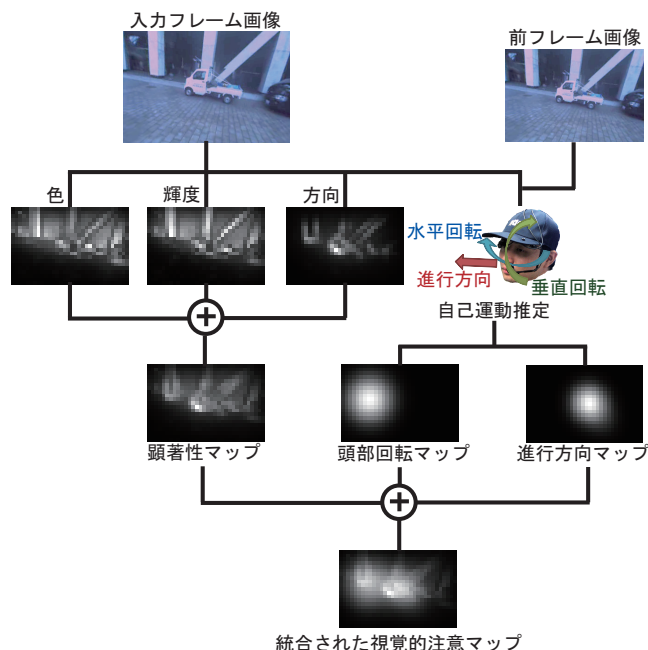 入力フレーム画像
前フレーム画像
色
輝度
方向
水平回転
進行方向
垂直回転
自己運動推定
顕著性マップ
頭部回転マップ
進行方向マップ
統合された視覚的注意マップ